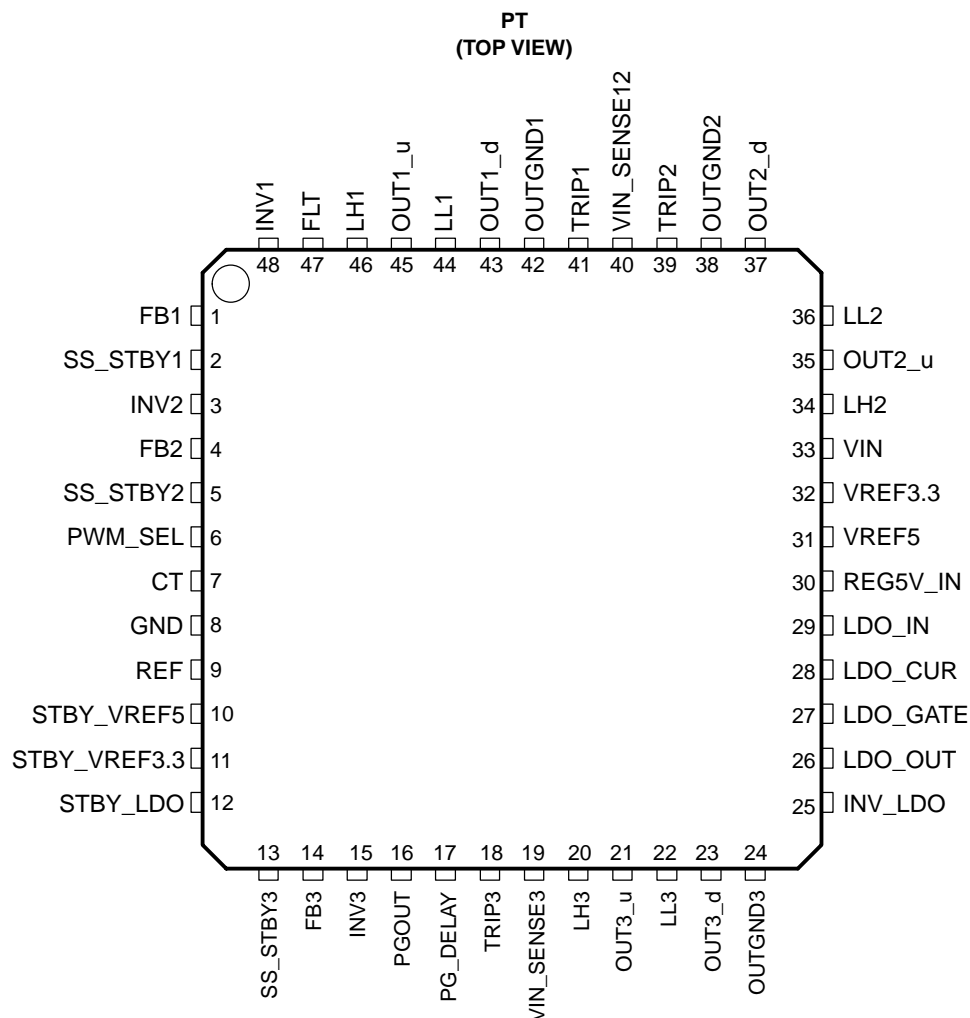 PT
(TOP VIEW)
INV1
FLT
LH1
OUT1_u
LL1
OUT1_d
OUTGND1
TRIP1
VIN_SENSE12
TRIP2
OUTGND2
OUT2_d
48 47 46 45 44 43 42 41 40 39 38 37
FB1 1 36 LL2
SS_STBY1 2 35 OUT2_u
INV2 3 34 LH2
FB2 4 33 VIN
SS_STBY2 5 32 VREF3.3
PWM_SEL 6 31 VREF5
CT 7 30 REG5V_IN
GND 8 29 LDO_IN
REF 9 28 LDO_CUR
STBY_VREF5 10 27 LDO_GATE
STBY_VREF3.3 11 26 LDO_OUT
STBY_LDO 12 25 INV_LDO
13 14 15 16 17 18 19 20 21 22 23 24
SS_STBY3
FB3
INV3
PGOUT
PG_DELAY
TRIP3
VIN_SENSE3
LH3
OUT3_u
LL3
OUT3_d
OUTGND3